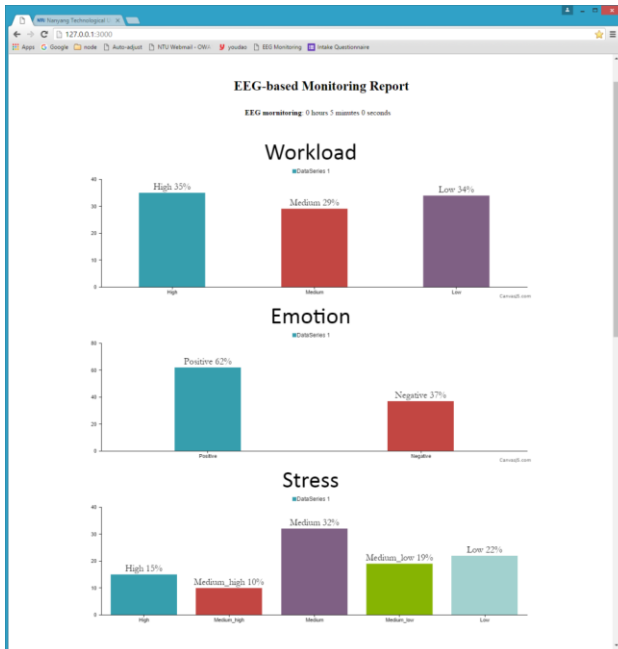 Nanyang Technological U
127.0.0.1:3000
Apps Google node Auto-adjust NTU Webmail - OWA youdao EEG Monitoring Intake Questionnaire
EEG-based Monitoring Report
EEG mornitoring: 0 hours 5 minutes 0 seconds
Workload
DataSeries 1
40
High 35%
Low 34%
30
Medium 29%
20
10
0
High Medium Low
CanvasJS.com
Emotion
DataSeries 1
80
Positive 62%
60
40
Negative 37%
20
0
Positive Negative
CanvasJS.com
Stress
DataSeries 1
40
Medium 32%
30
Low 22%
Medium_low 19%
20
High 15%
Medium_high 10%
10
0
High Medium_high Medium Medium_low Low